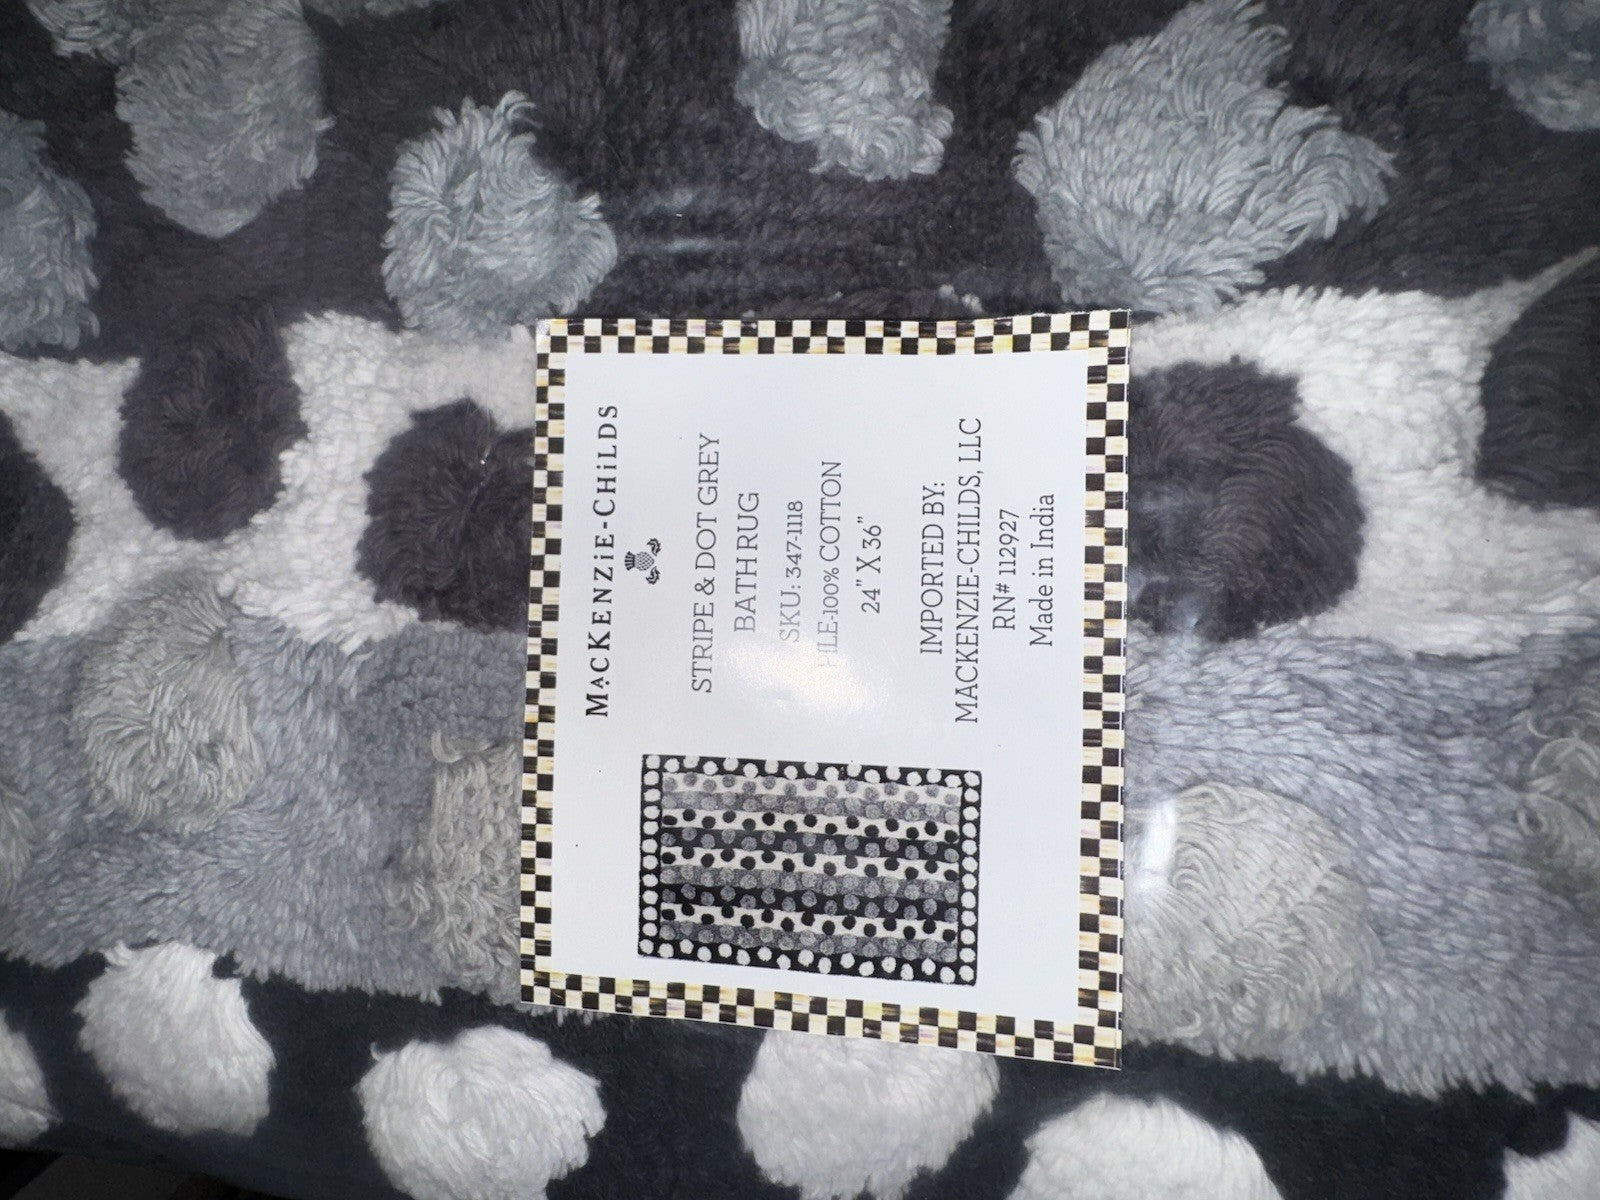 MACKENZiE-CHiLDS
STRIPE & DOT GREY
BATH RUG
SKU: 347-1118
PILE-100% COTTON
24” X 36”
IMPORTED BY:
MACKENZIE-CHILDS, LLC
RN# 112927
Made in India